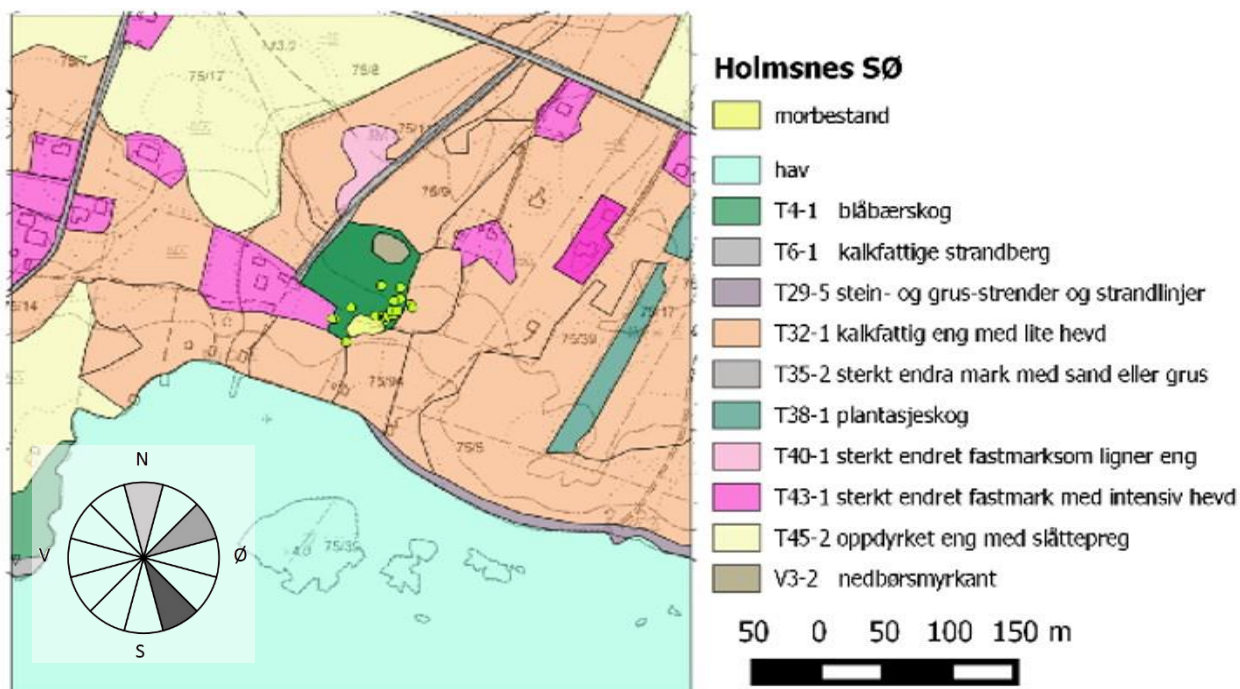 Holmsnes SØ
morbestand
hav
T4-1 blåbærskog
T6-1 kalkfattige strandberg
T29-5 stein- og grus-strender og strandlinjer
T32-1 kalkfattig eng med lite hevd
T35-2 sterkt endra mark med sand eller grus
T38-1 plantasjeskog
T40-1 sterkt endret fastmarksom ligner eng
T43-1 sterkt endret fastmark med intensiv hevd
T45-2 oppdyrket eng med slåttepreg
V3-2 nedbørsmyrkant
50 0 50 100 150 m
75/17
75/8
75/9
75/39
75/94
75/5
N
V
Ø
S